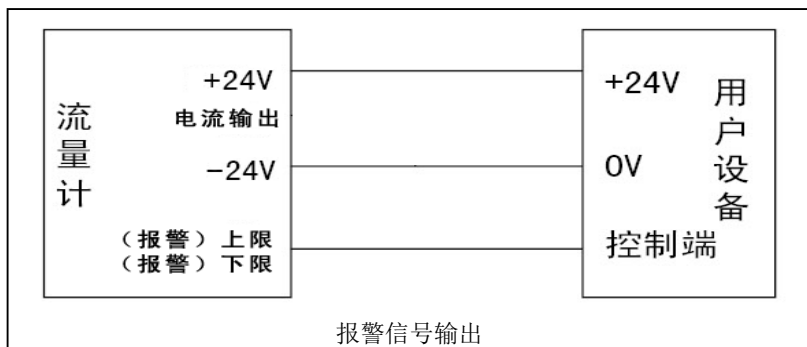 流量计
+24V
电流输出
-24V
(报警)上限
(报警)下限
+24V
0V
控制端
用户设备
报警信号输出